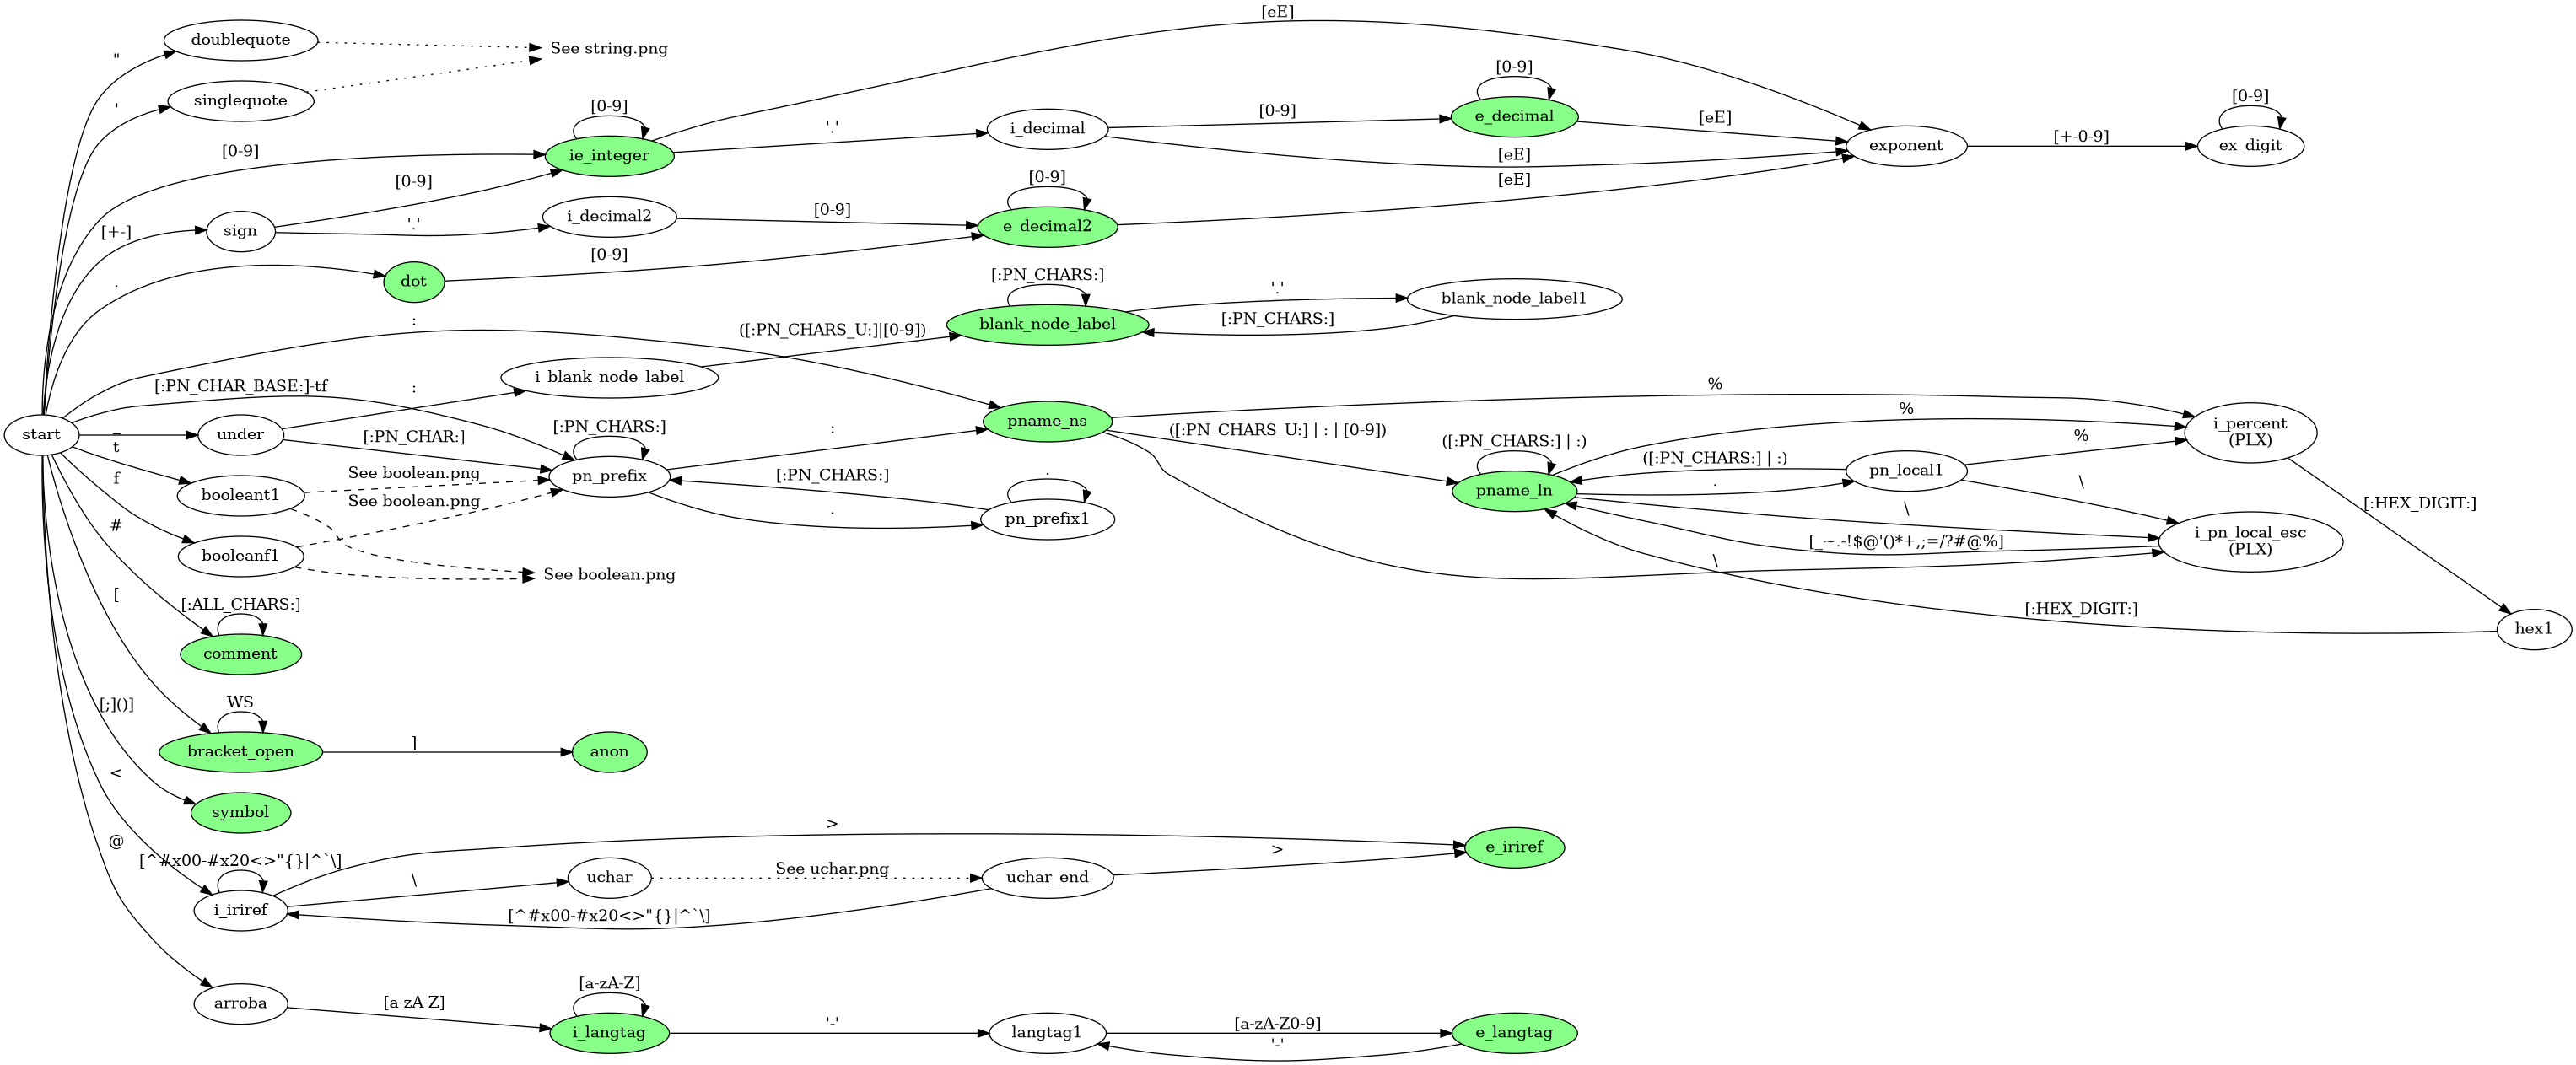 [eE]
"
doublequote
See string.png
'
singlequote
[0-9]
ie_integer
'.'
i_decimal
[0-9]
[0-9]
e_decimal
[eE]
[eE]
exponent
[+-0-9]
[0-9]
ex_digit
[0-9]
[0-9]
[+-]
sign
'.'
i_decimal2
[0-9]
[0-9]
e_decimal2
[eE]
.
dot
[0-9]
:
[:PN_CHARS:]
blank_node_label
'.'
blank_node_label1
[:PN_CHARS:]
([:PN_CHARS_U:]|[0-9])
i_blank_node_label
:
[:PN_CHAR_BASE:]-tf
start
_
under
[:PN_CHAR:]
[:PN_CHARS:]
pn_prefix
:
pname_ns
%
([:PN_CHARS_U:] | : | [0-9])
([:PN_CHARS:] | :)
pname_ln
%
([:PN_CHARS:] | :)
.
pn_local1
%
i_percent
(PLX)
\
\
i_pn_local_esc
(PLX)
[_~.-!$@'()*+,;=/?#@%]
\
[:HEX_DIGIT:]
[:HEX_DIGIT:]
hex1
[:PN_CHARS:]
.
pn_prefix1
.
t
booleant1
See boolean.png
f
booleanf1
See boolean.png
See boolean.png
#
[:ALL_CHARS:]
comment
[
WS
bracket_open
]
anon
[;]()]
symbol
<
[^#x00-#x20<>"{}|^`\]
i_iriref
>
e_iriref
\
uchar
See uchar.png
uchar_end
>
[^#x00-#x20<>"{}|^`\]
@
arroba
[a-zA-Z]
[a-zA-Z]
i_langtag
'-'
langtag1
[a-zA-Z0-9]
'-'
e_langtag